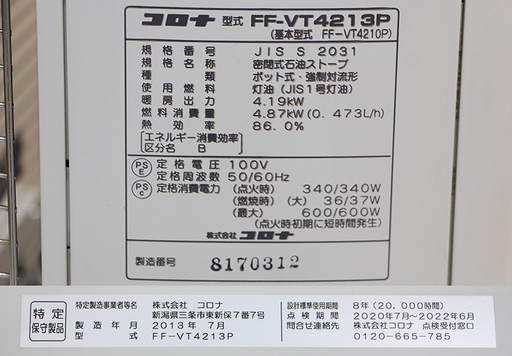 コロナ 型式 FF-VT4213P
(基本型式 FF-VT4210P)
規格番号 JIS S 2031
規格名称 密閉式石油ストーブ
種類 ポット式・強制対流形
使用燃料 灯油(JIS1号灯油)
暖房出力 4.19kW
燃料消費量 4.87kW(0.473L/h)
熱効率 86.0%
[エネルギー消費効率]
区分名 B
PSE 定格電圧 100V
定格周波数 50/60Hz
PSC 定格消費電力 (点火時) 340/340W
(燃焼時) (大) 36/37W
(最大) 600/600W
(点火時初期に短時間発生)
株式会社 コロナ
製造番号 8170312
特定
保守製品
特定製造事業者等名 株式会社 コロナ
新潟県三条市東新保7番7号
製造年月 2013年 7月
型式 FF-VT4213P
設計標準使用期間 8年(20,000時間)
点検期間 2020年7月〜2022年6月
問合せ連絡先 株式会社コロナ 点検受付窓口
0120-665-785